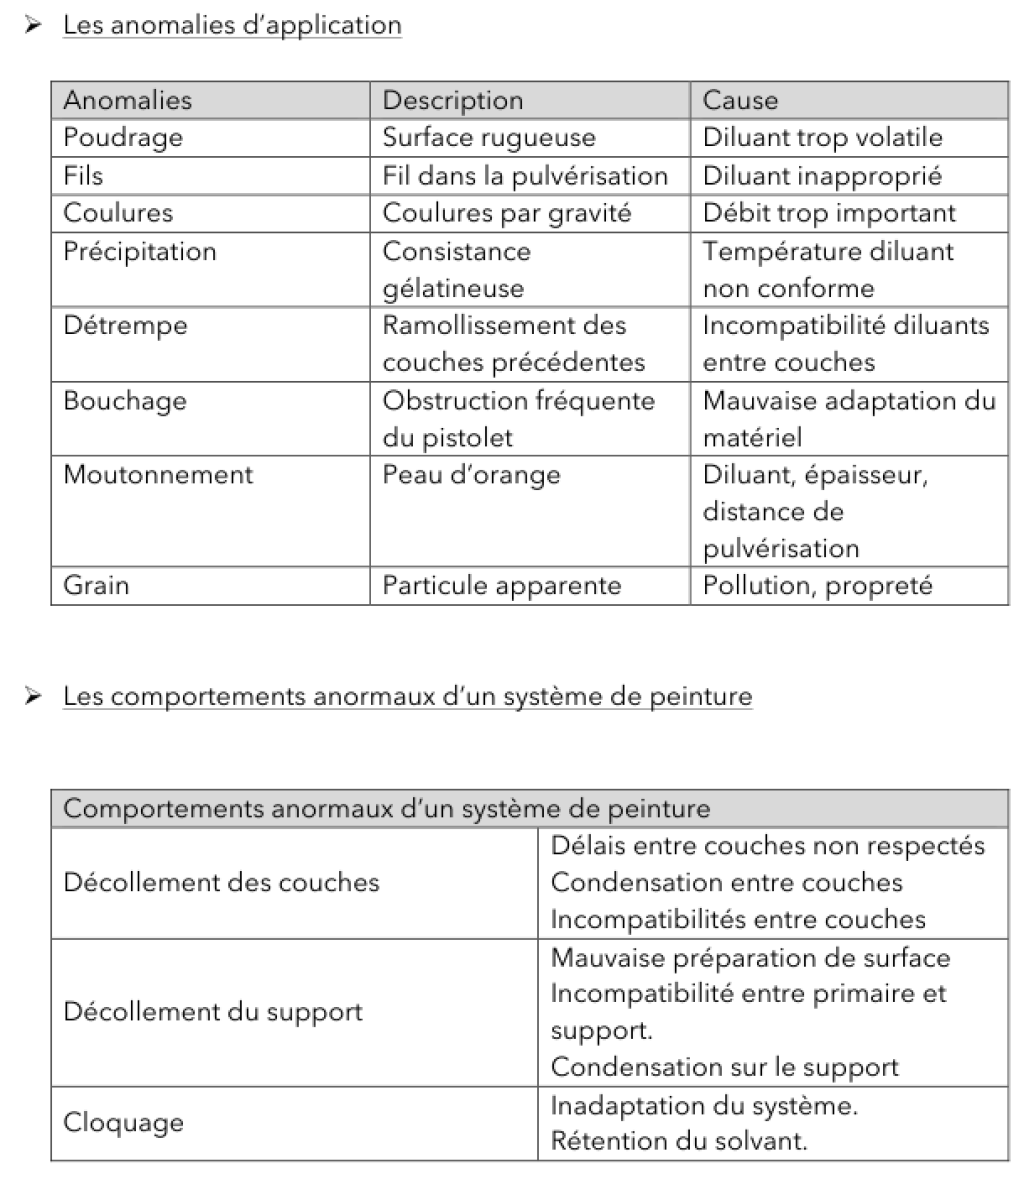 ➢ Les anomalies d’application
Anomalies Description Cause
Poudrage Surface rugueuse Diluant trop volatile
Fils Fil dans la pulvérisation Diluant inapproprié
Coulures Coulures par gravité Débit trop important
Précipitation Consistance Température diluant
gélatineuse non conforme
Détrempe Ramollissement des Incompatibilité diluants
couches précédentes entre couches
Bouchage Obstruction fréquente Mauvaise adaptation du
du pistolet matériel
Moutonnement Peau d’orange Diluant, épaisseur,
distance de
pulvérisation
Grain Particule apparente Pollution, propreté
➢ Les comportements anormaux d’un système de peinture
Comportements anormaux d’un système de peinture
Délais entre couches non respectés
Décollement des couches Condensation entre couches
Incompatibilités entre couches
Mauvaise préparation de surface
Incompatibilité entre primaire et
Décollement du support
support.
Condensation sur le support
Inadaptation du système.
Cloquage
Rétention du solvant.